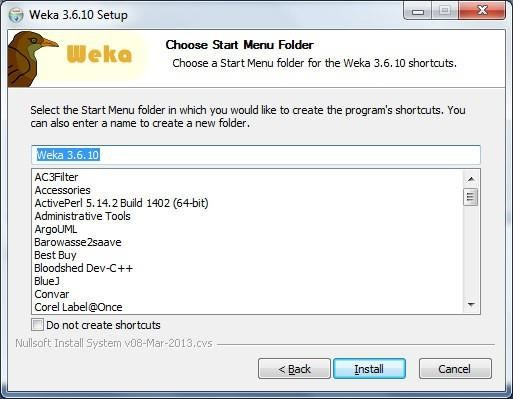 Weka 3.6.10 Setup
Weka
Choose Start Menu Folder
Choose a Start Menu folder for the Weka 3.6.10 shortcuts.
Select the Start Menu folder in which you would like to create the program's shortcuts. You
can also enter a name to create a new folder.
Weka 3.6.10
AC3Filter
Accessories
ActivePerl 5.14.2 Build 1402 (64-bit)
Administrative Tools
ArgoUML
Barowasse2saave
Best Buy
Bloodshed Dev-C++
BlueJ
Convar
Corel Label@Once
Do not create shortcuts
Nullsoft Install System v08-Mar-2013.cvs
< Back Install Cancel